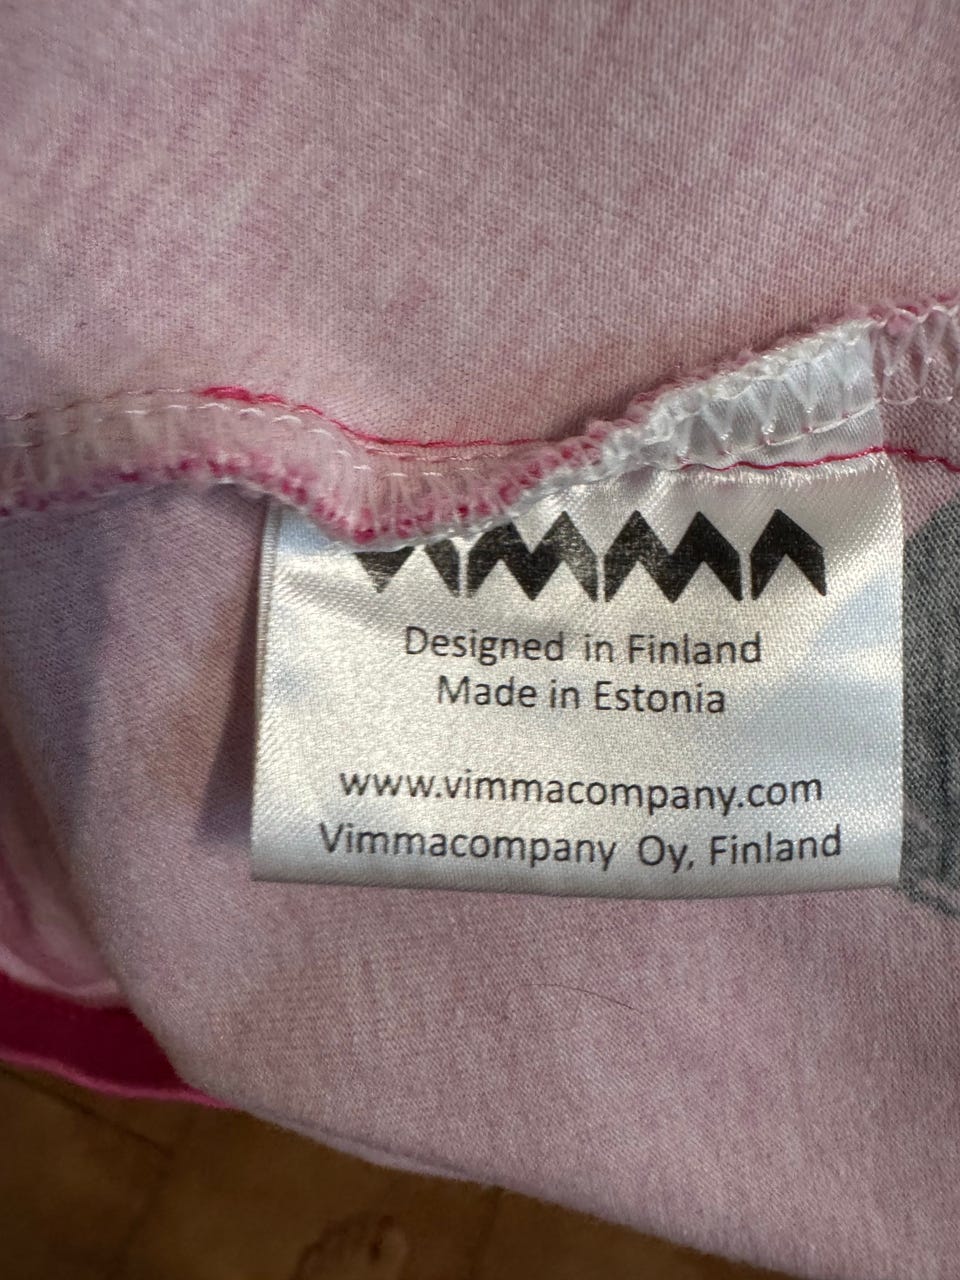 VIMMA
Designed in Finland
Made in Estonia
www.vimmacompany.com
Vimmacompany Oy, Finland